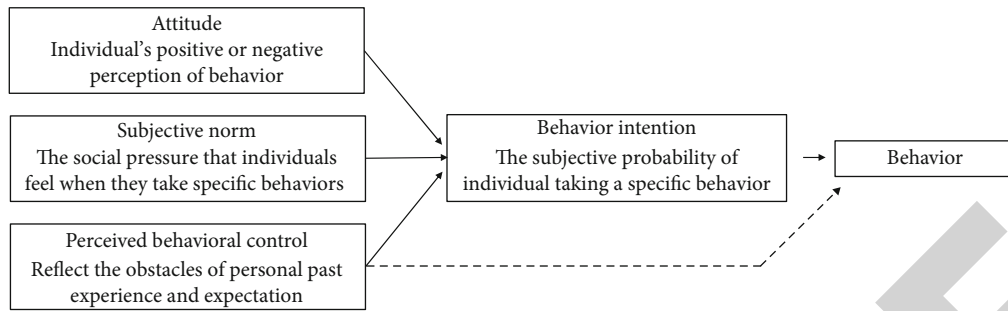 Attitude
Individual's positive or negative
perception of behavior
Subjective norm
The social pressure that individuals
feel when they take specific behaviors
Perceived behavioral control
Reflect the obstacles of personal past
experience and expectation
Behavior intention
The subjective probability of
individual taking a specific behavior
Behavior